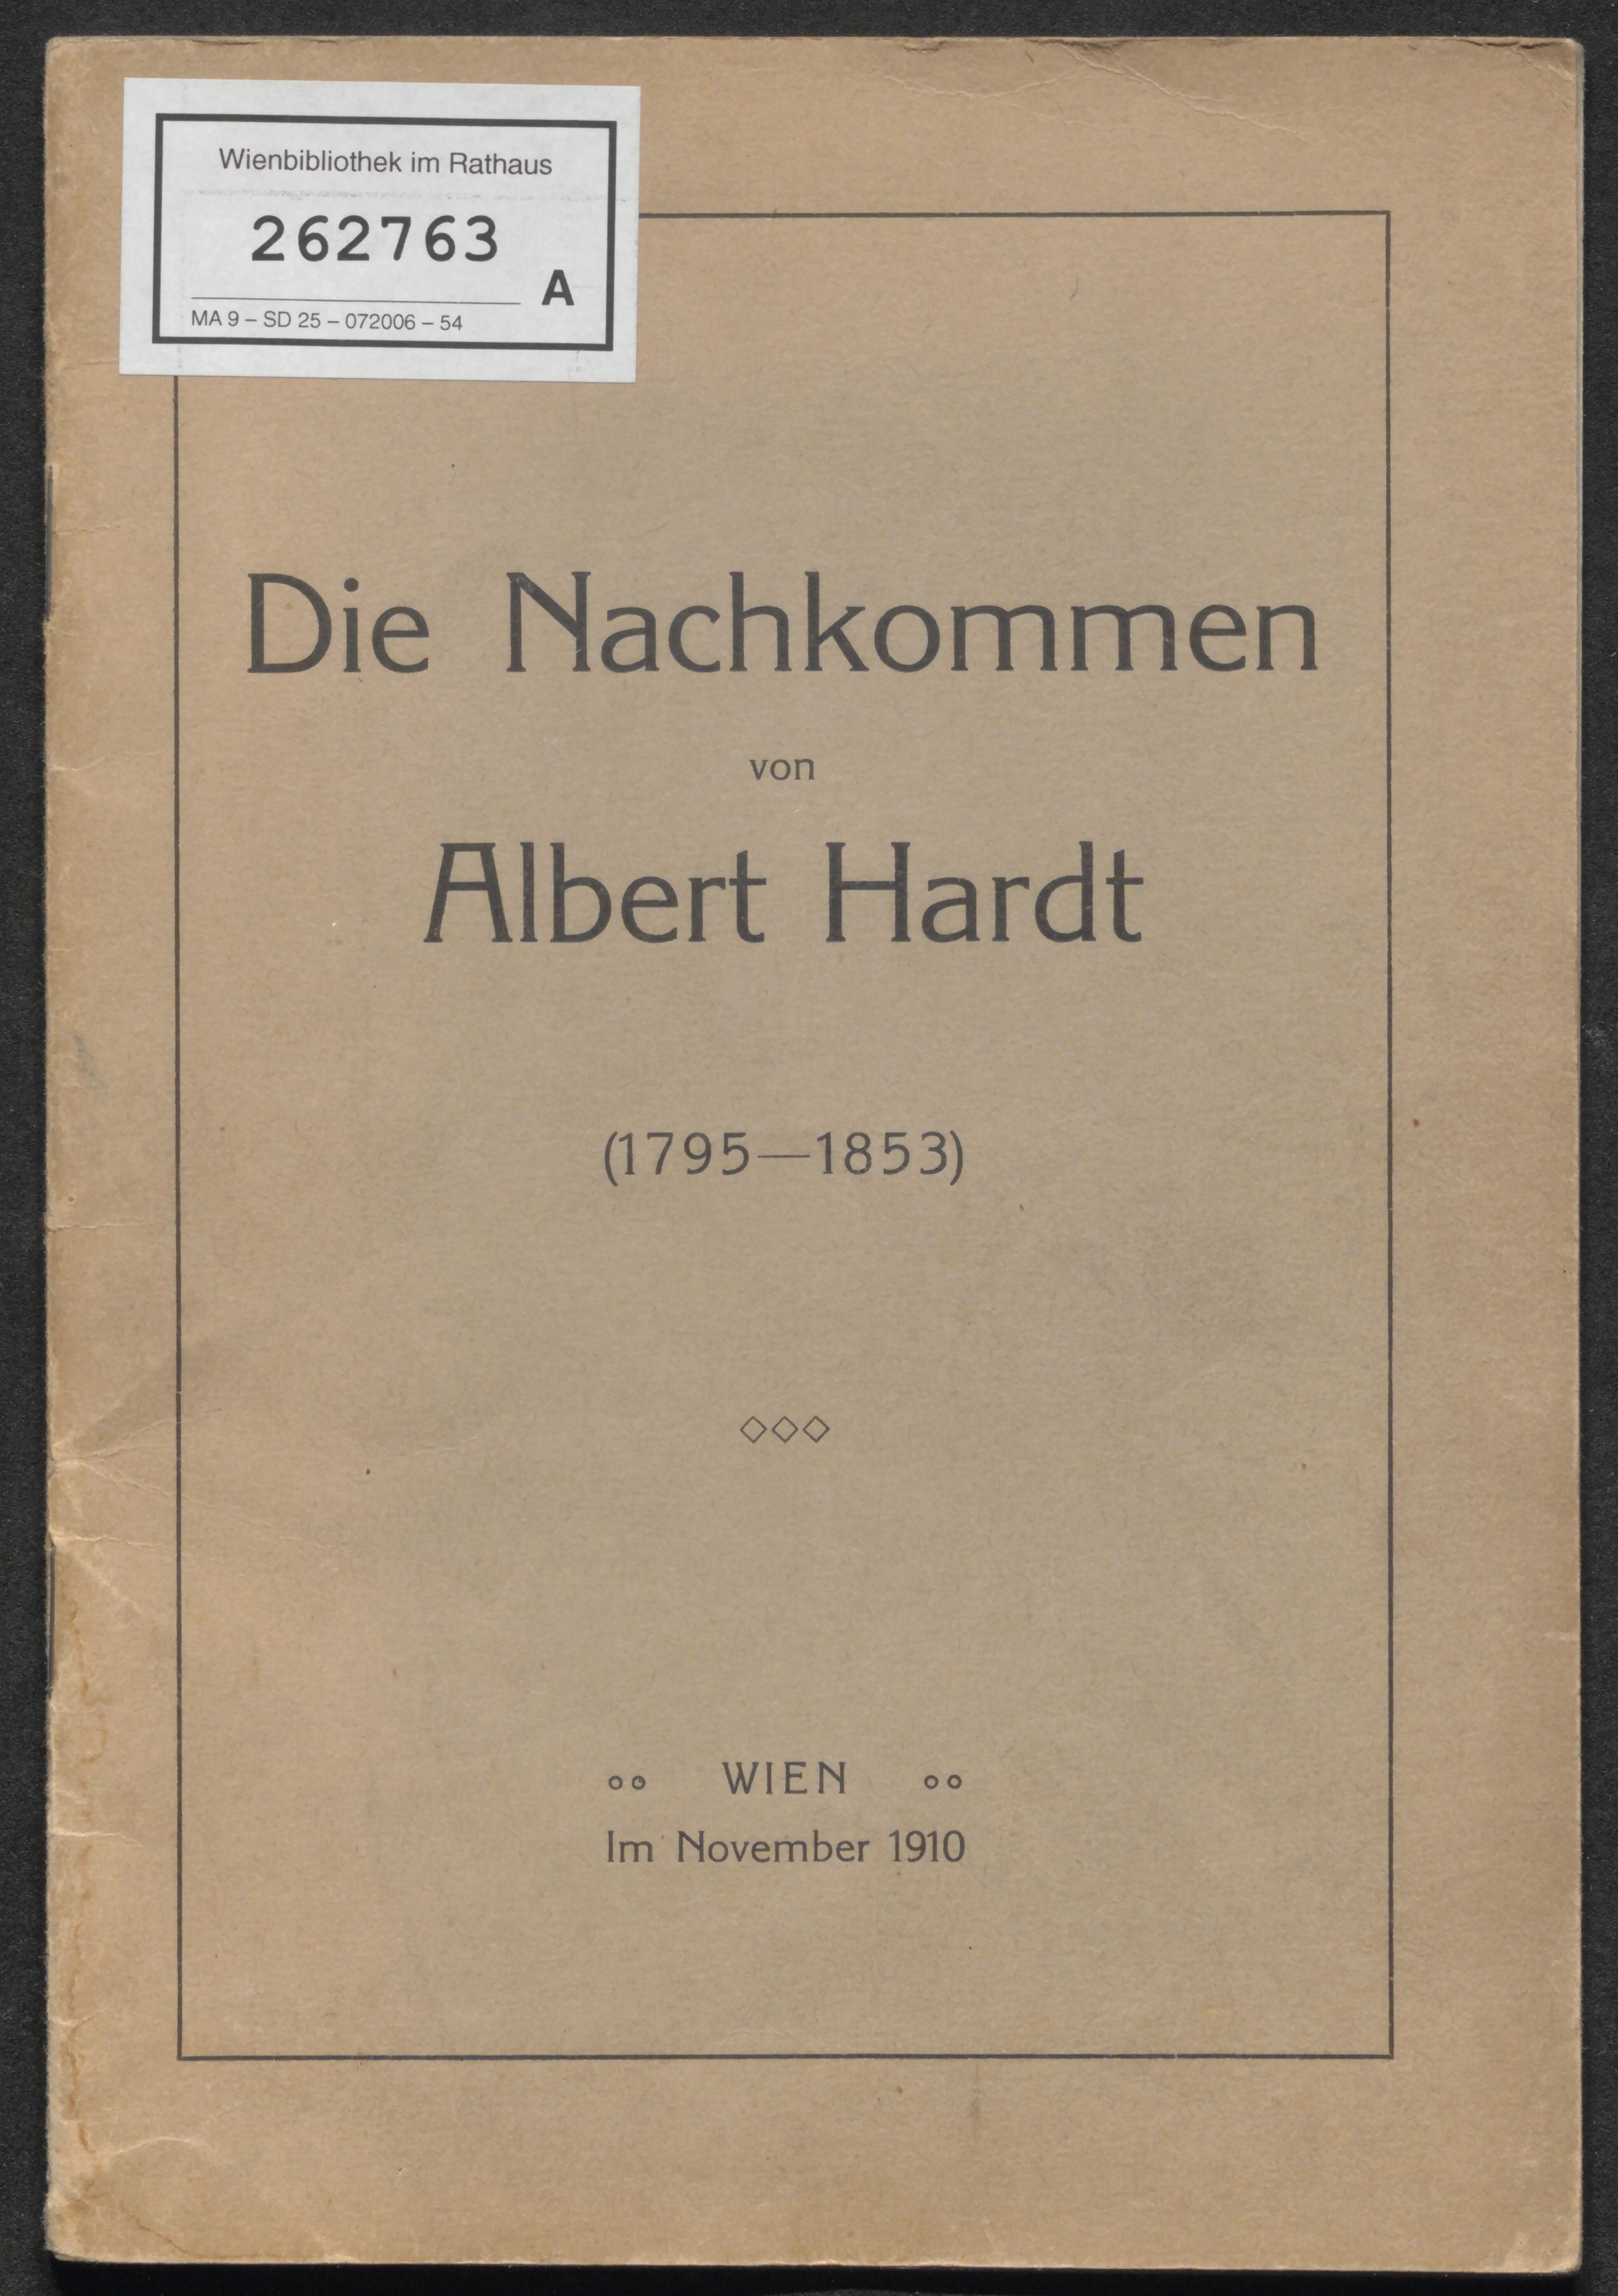 Wienbibliothek im Rathaus
262763
A
MA 9 – SD 25 – 072006 – 54
Die Nachkommen
von
Albert Hardt
(1795—1853)
WIEN
Im November 1910